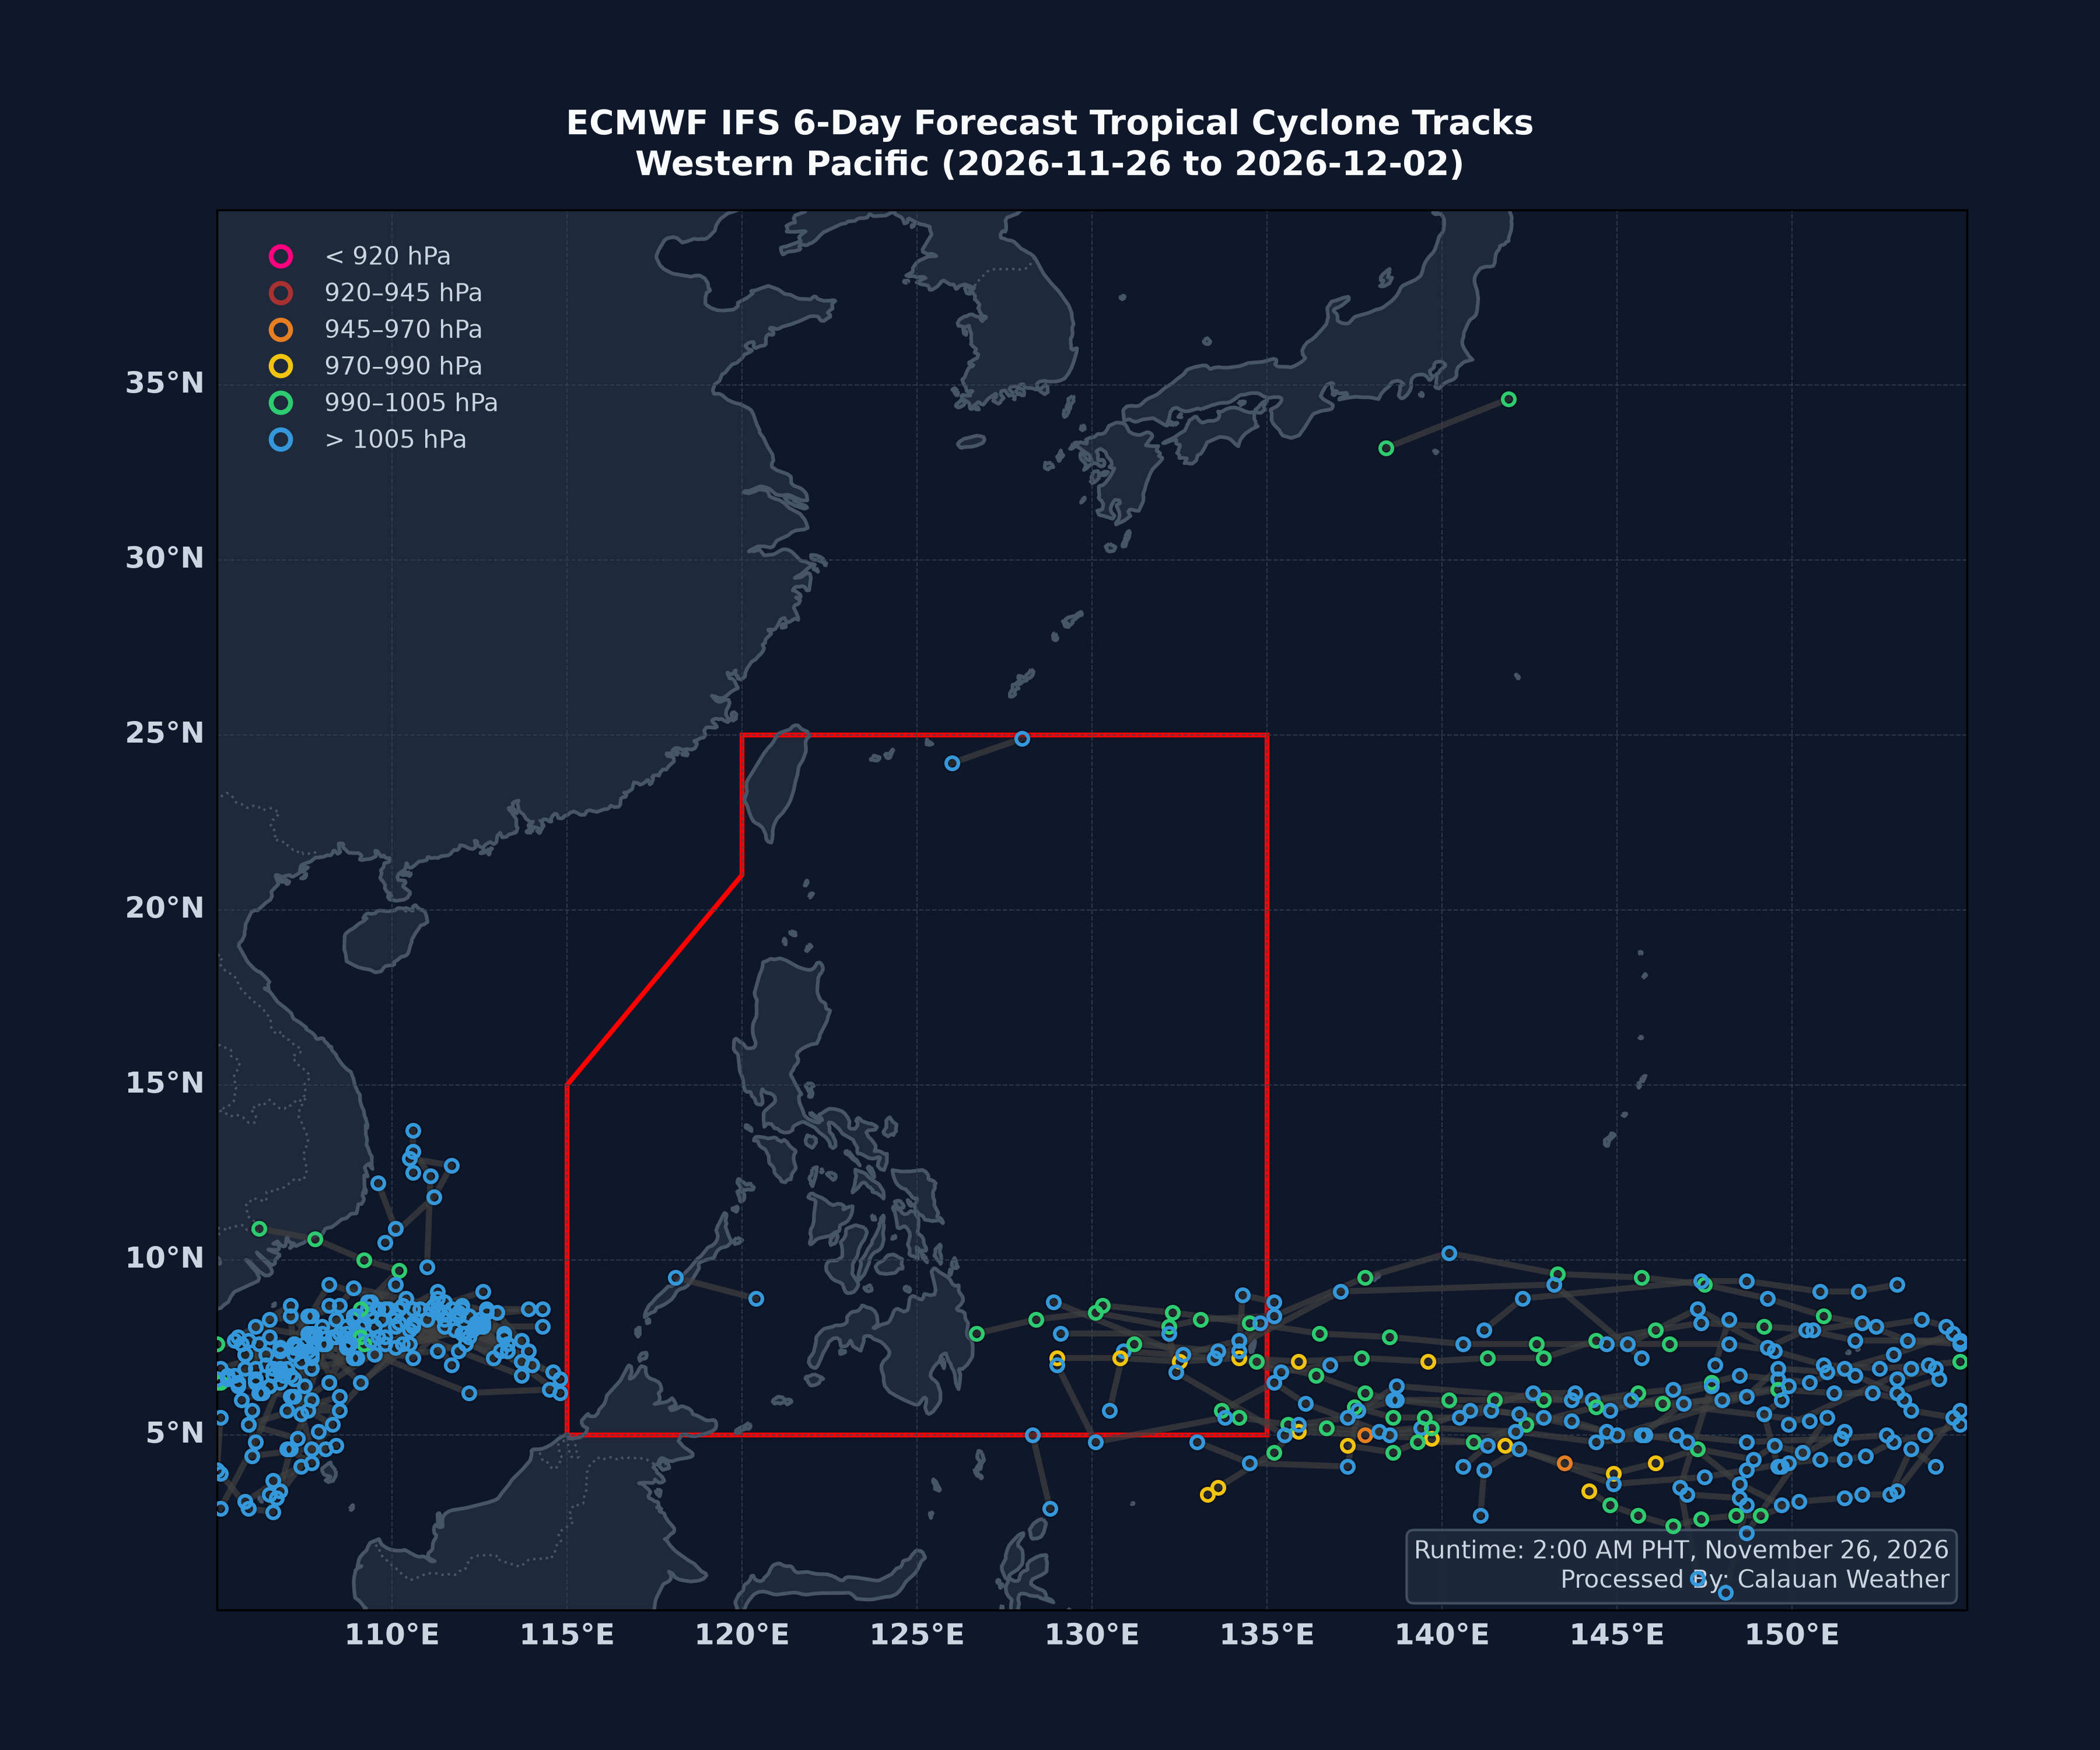 ECMWF IFS 6-Day Forecast Tropical Cyclone Tracks
Western Pacific (2026-11-26 to 2026-12-02)
< 920 hPa
920–945 hPa
945–970 hPa
970–990 hPa
990–1005 hPa
> 1005 hPa
35°N
30°N
25°N
20°N
15°N
10°N
5°N
Runtime: 2:00 AM PHT, November 26, 2026
Processed By: Calauan Weather
110°E
115°E
120°E
125°E
130°E
135°E
140°E
145°E
150°E